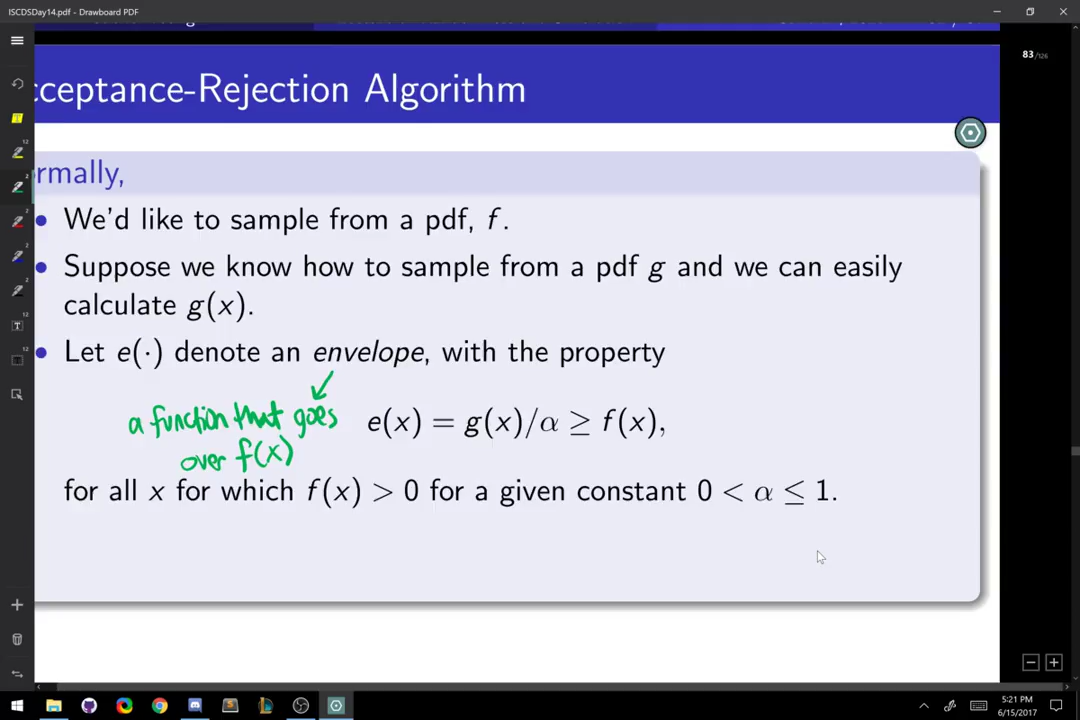 ISCDSDay14.pdf - Drawboard PDF
83/126
cceptance-Rejection Algorithm
rmally,
We'd like to sample from a pdf, f.
Suppose we know how to sample from a pdf g and we can easily
calculate g(x).
Let e(·) denote an envelope, with the property
a function that goes
over f(x)
e(x) = g(x)/α ≥ f(x),
for all x for which f(x) > 0 for a given constant 0 < α ≤ 1.
5:21 PM
6/15/2017